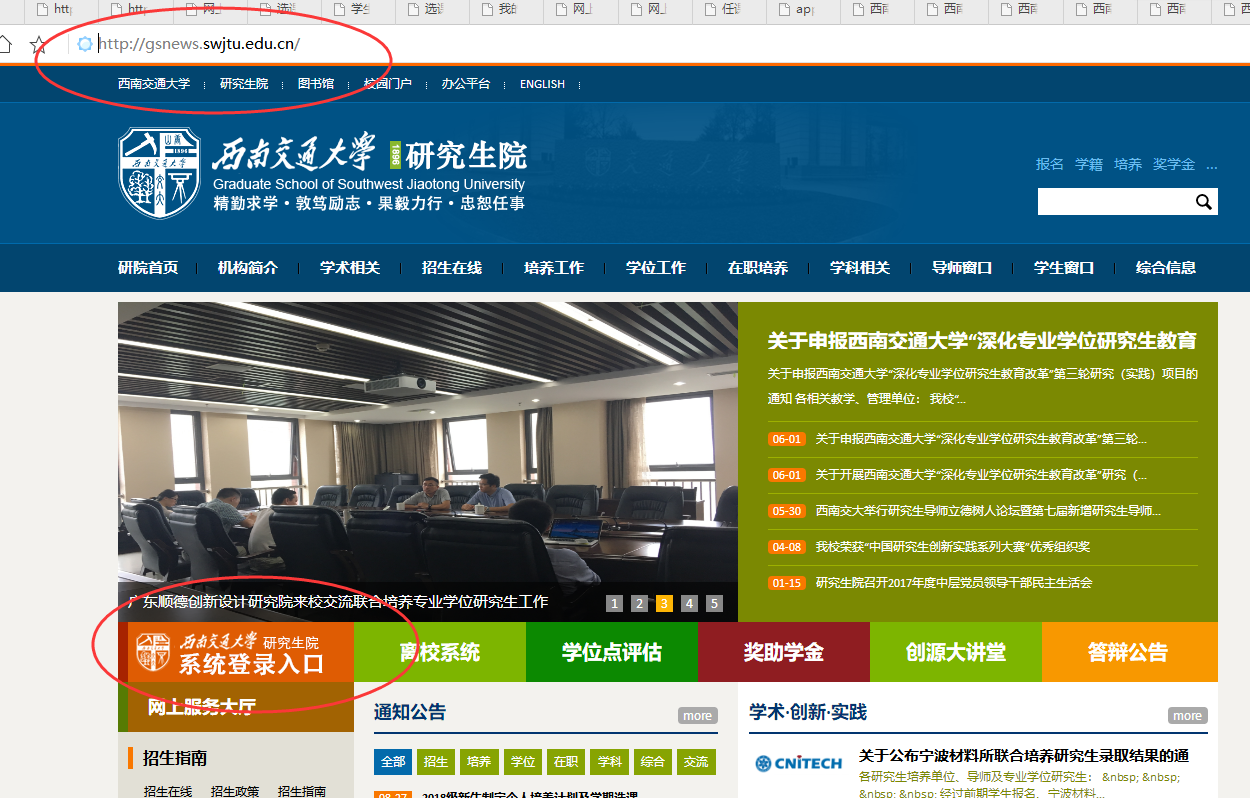 http://gsnews.swjtu.edu.cn/
西南交通大学 研究生院 图书馆 校园门户 办公平台 ENGLISH
西南交通大学 1896 研究生院
Graduate School of Southwest Jiaotong University
精勤求学・敦笃励志・果毅力行・忠恕任事
报名 学籍 培养 奖学金 ...
研院首页 机构简介 学术相关 招生在线 培养工作 学位工作 在职培养 学科相关 导师窗口 学生窗口 综合信息
关于申报西南交通大学“深化专业学位研究生教育
关于申报西南交通大学“深化专业学位研究生教育改革”第三轮研究（实践）项目的
通知 各相关教学、管理单位： 我校“...
06-01 关于申报西南交通大学“深化专业学位研究生教育改革”第三轮...
06-01 关于开展西南交通大学“深化专业学位研究生教育改革”研究（...
05-30 西南交大举行研究生导师立德树人论坛暨第七届新增研究生导师...
04-08 我校荣获“中国研究生创新实践系列大赛”优秀组织奖
01-15 研究生院召开2017年度中层党员领导干部民主生活会
广东顺德创新设计研究院来校交流联合培养专业学位研究生工作 1 2 3 4 5
西南交通大学 研究生院
系统登录入口
离校系统 学位点评估 奖助学金 创源大讲堂 答辩公告
网上服务大厅
通知公告 more
学术·创新·实践 more
全部 招生 培养 学位 在职 学科 综合 交流
招生指南
招生在线 招生政策 招生指南
08-27 2018级新生制定个人培养计划及学期选课
CNITECH
关于公布宁波材料所联合培养研究生录取结果的通
各研究生培养单位、导师及专业学位研究生： &nbsp; &nbsp;
&nbsp; &nbsp; 经过前期学生报名、宁波材料...